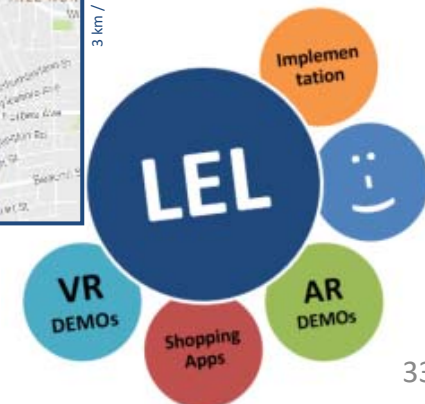 3 km /
Implemen
tation
LEL
VR
DEMOs
AR
DEMOs
Shopping
Apps
33